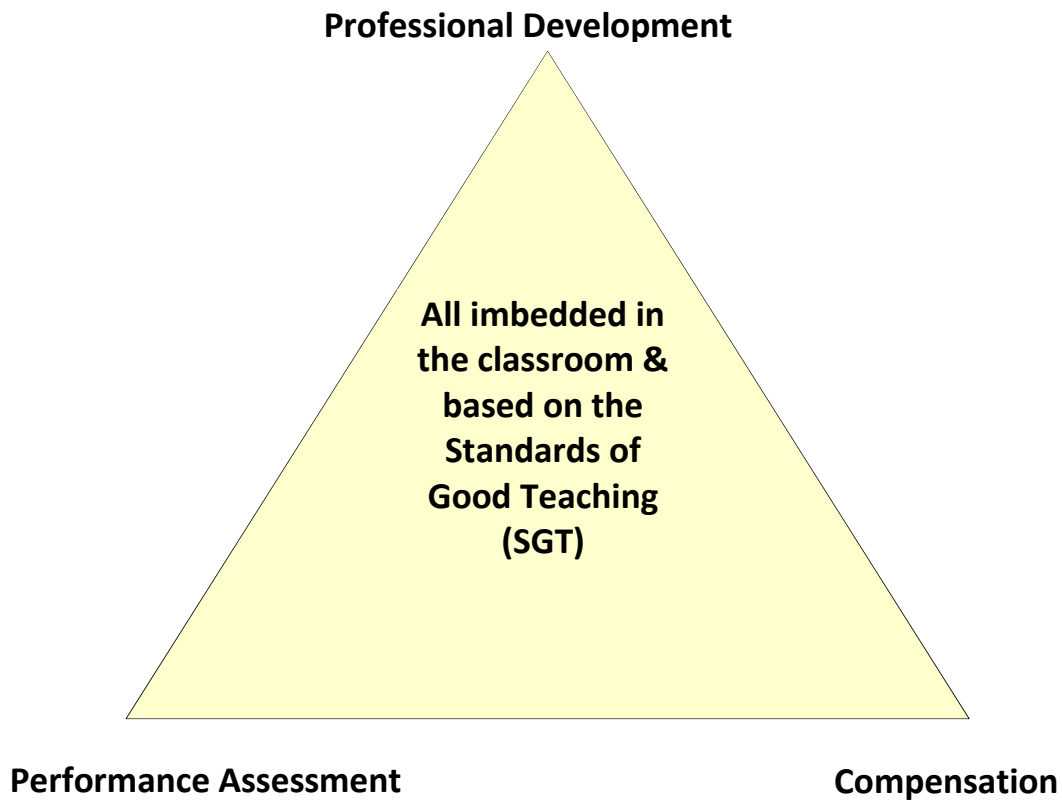 Professional Development
All imbedded in
the classroom &
based on the
Standards of
Good Teaching
(SGT)
Performance Assessment
Compensation